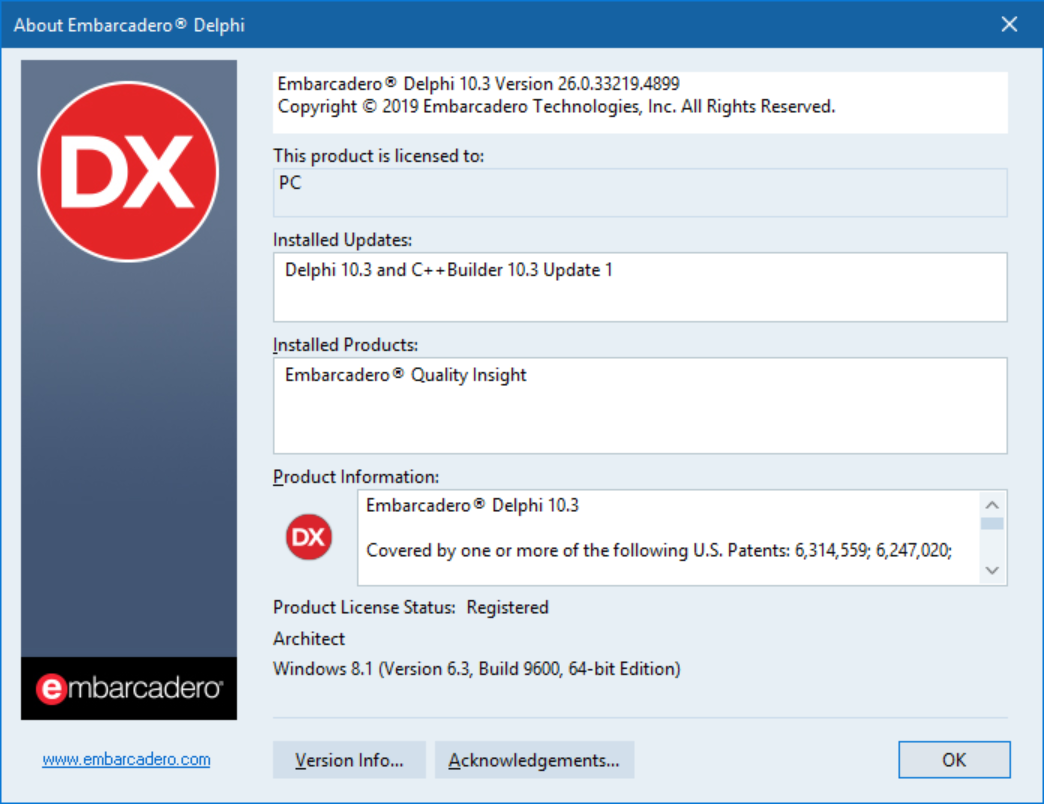 About Embarcadero® Delphi
DX
Embarcadero® Delphi 10.3 Version 26.0.33219.4899
Copyright © 2019 Embarcadero Technologies, Inc. All Rights Reserved.
This product is licensed to:
PC
Installed Updates:
Delphi 10.3 and C++Builder 10.3 Update 1
Installed Products:
Embarcadero® Quality Insight
Product Information:
DX
Embarcadero® Delphi 10.3
Covered by one or more of the following U.S. Patents: 6,314,559; 6,247,020;
Product License Status: Registered
Architect
Windows 8.1 (Version 6.3, Build 9600, 64-bit Edition)
embarcadero®
www.embarcadero.com
Version Info...
Acknowledgements...
OK